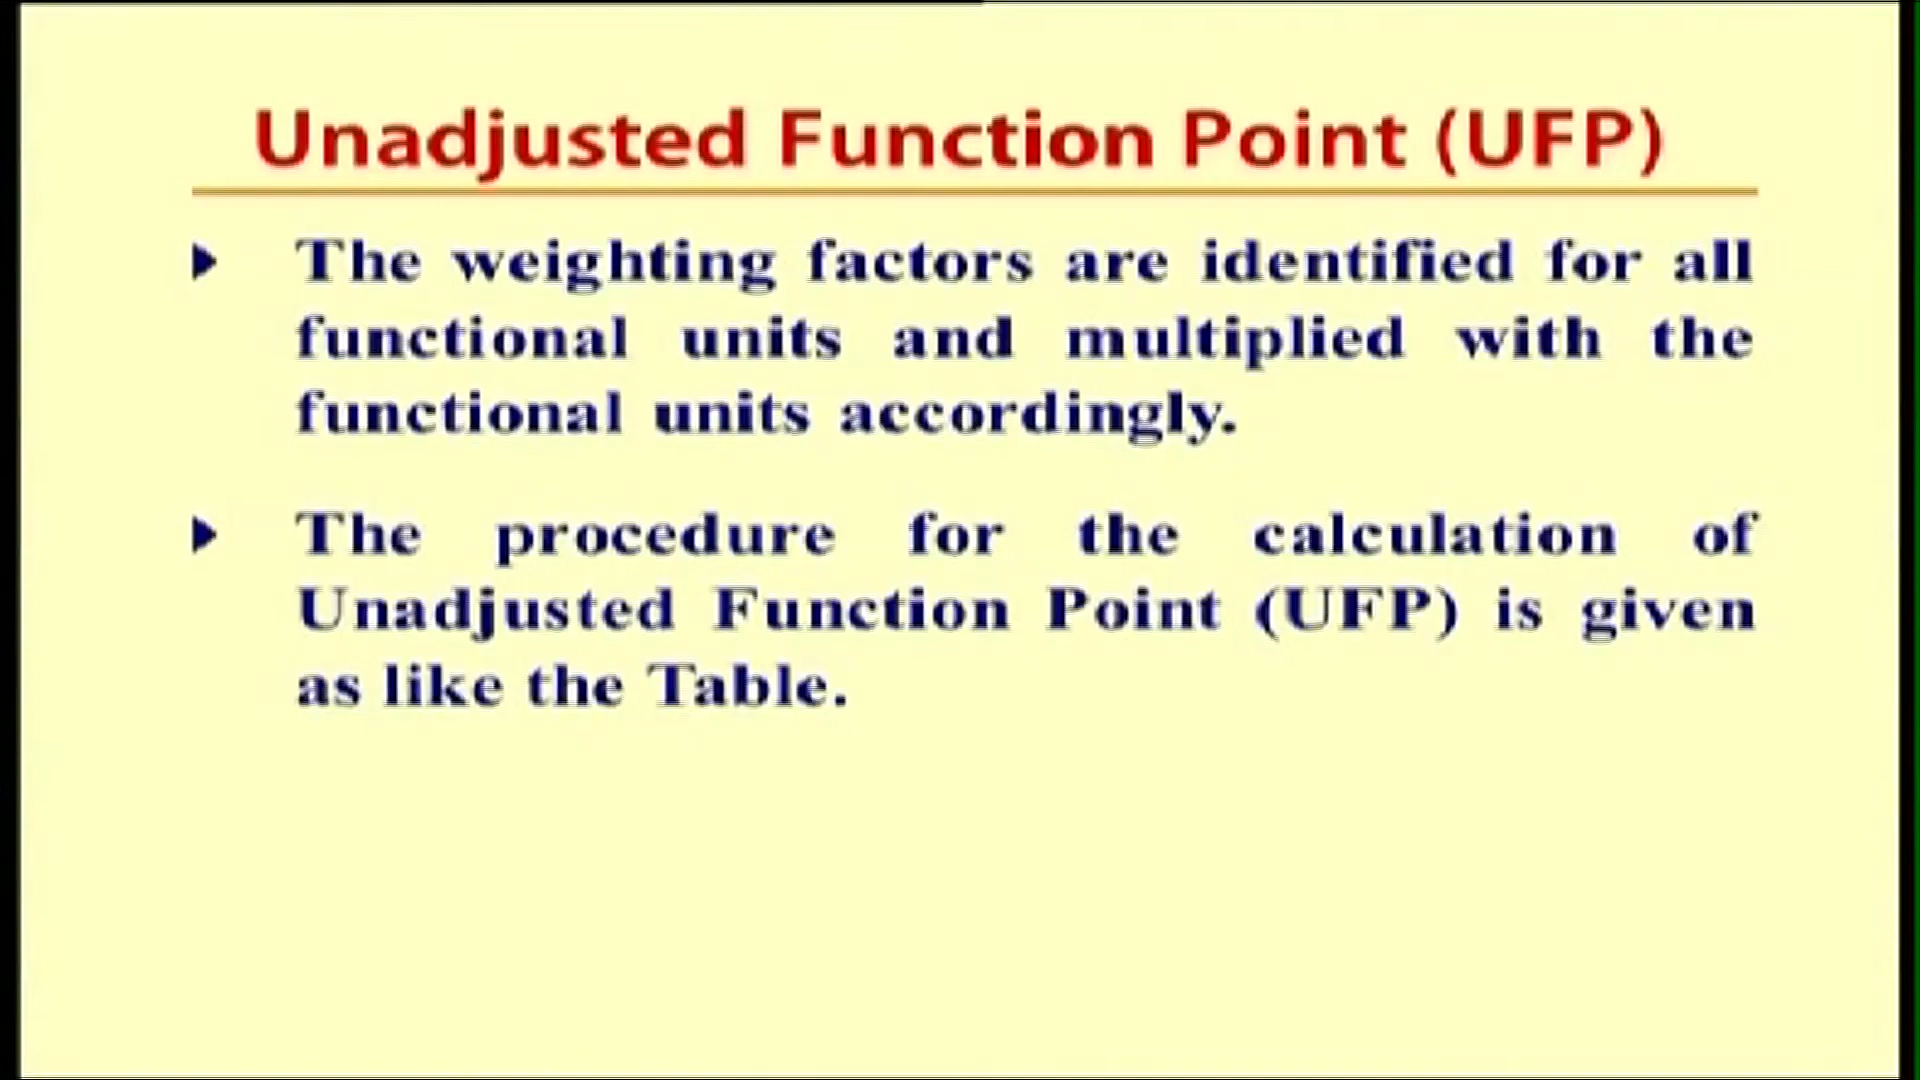 Unadjusted Function Point (UFP)
The weighting factors are identified for all
functional units and multiplied with the
functional units accordingly.
The procedure for the calculation of
Unadjusted Function Point (UFP) is given
as like the Table.